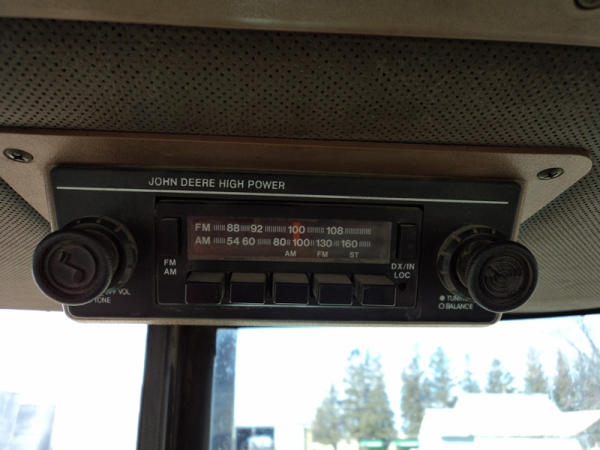 JOHN DEERE HIGH POWER
FM 88 92 100 108
AM 54 60 80 100 130 160
AM FM ST
FM
AM
DX/IN
LOC
VOL
TONE
BALANCE